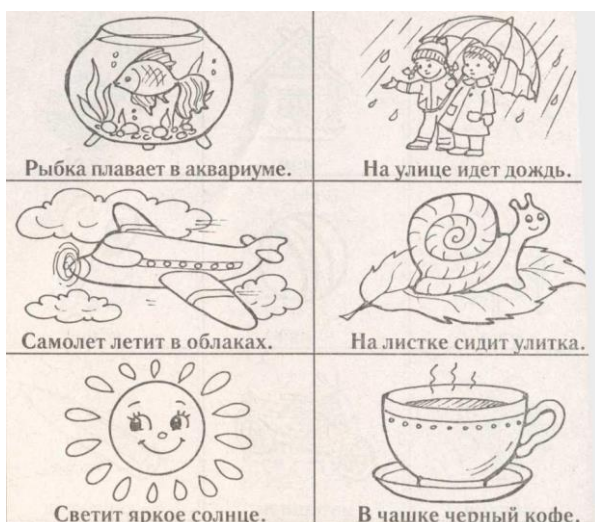 Рыбка плавает в аквариуме.
На улице идет дождь.
Самолет летит в облаках.
На листке сидит улитка.
Светит яркое солнце.
В чашке черный кофе.